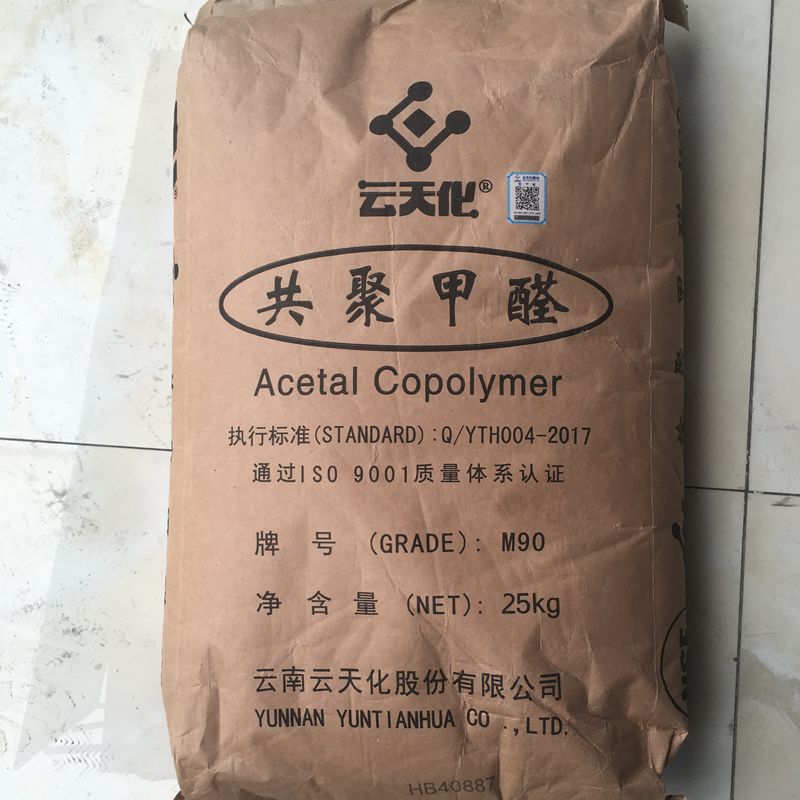 云天化®
共聚甲醛
Acetal Copolymer
执行标准(STANDARD):Q/YTH004-2017
通过ISO 9001质量体系认证
牌 号 (GRADE): M90
净 含 量 (NET): 25kg
云南云天化股份有限公司
YUNNAN YUNTIANHUA CO .,LTD.
HB40887
NSF